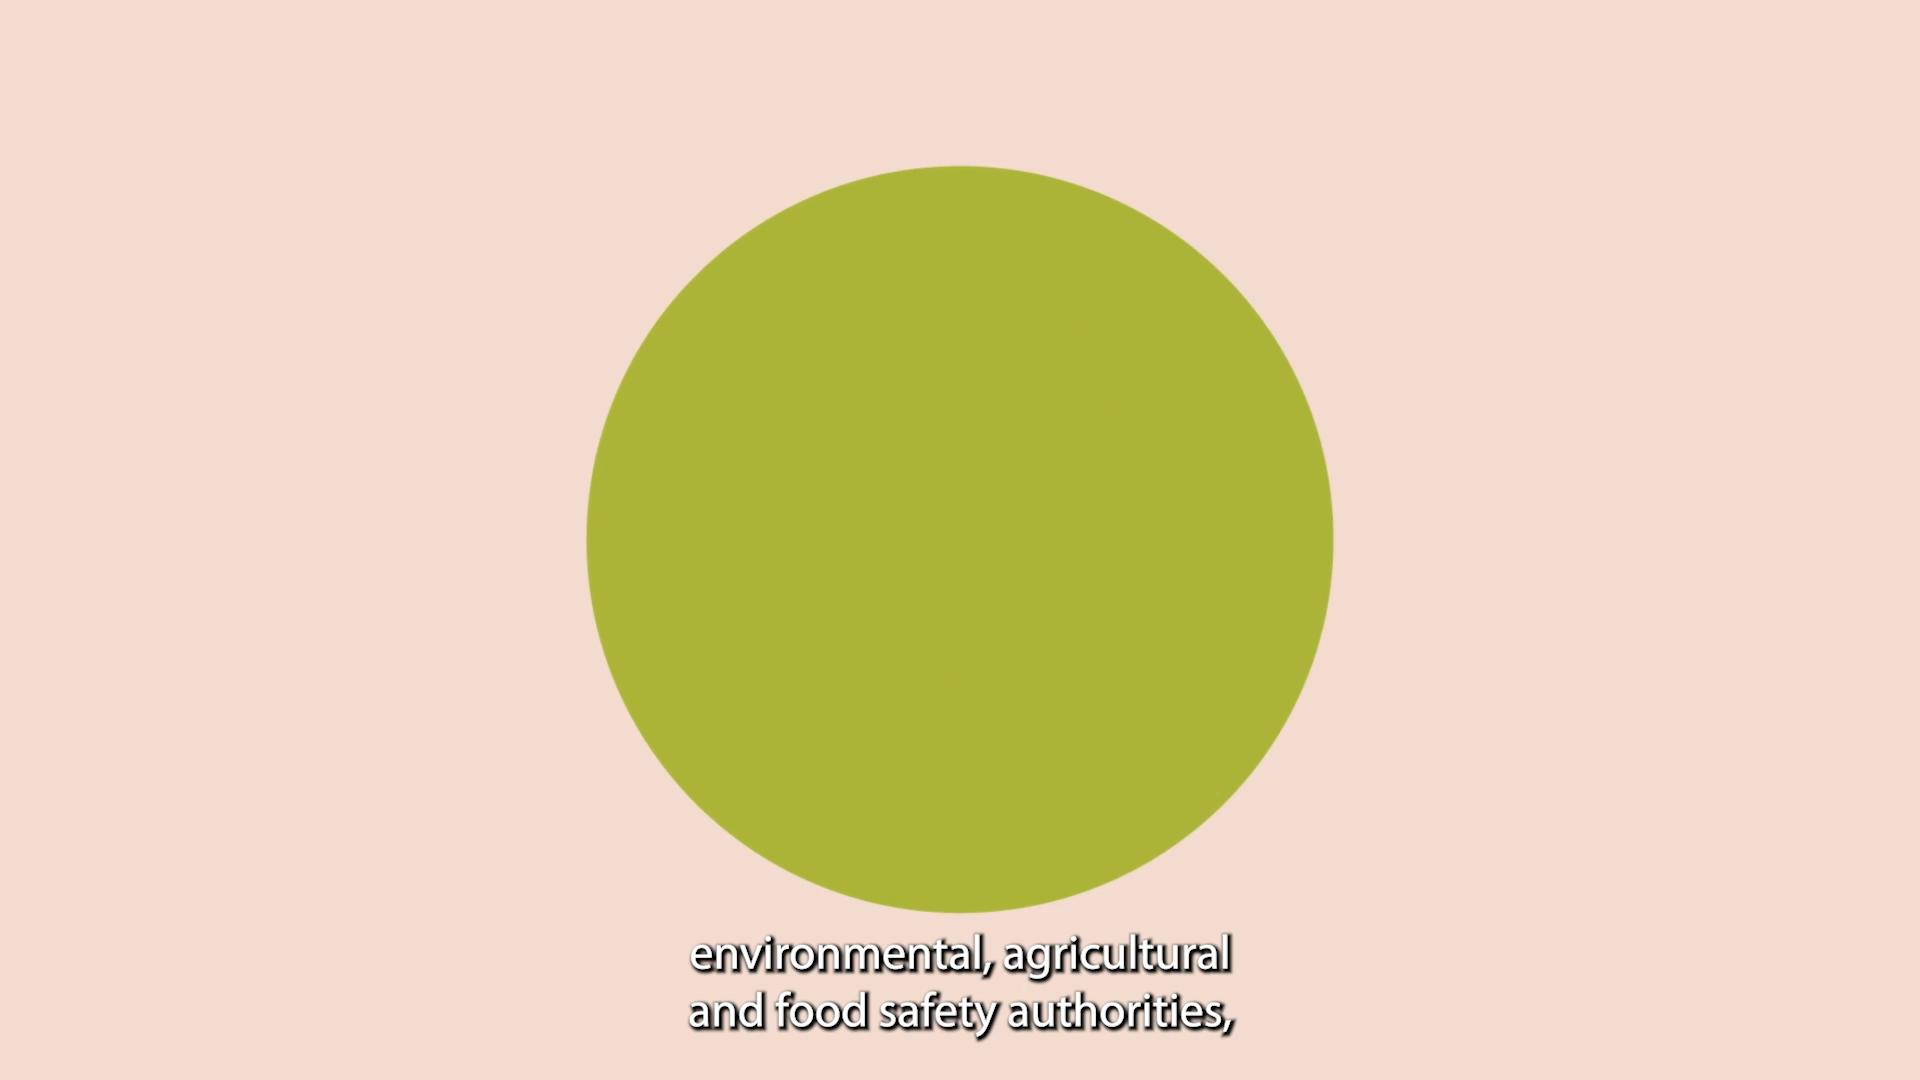 environmental, agricultural
and food safety authorities,